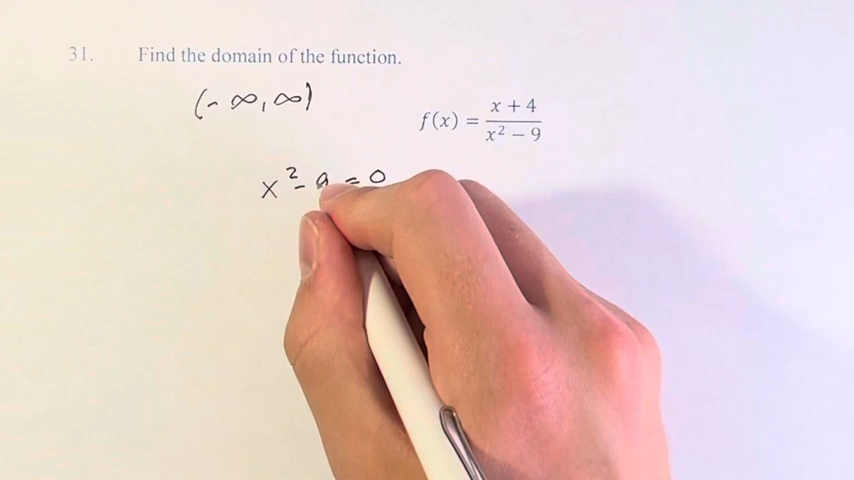 31. Find the domain of the function.
(-∞,∞)
f(x) = x + 4 / x² − 9
x² - 9 = 0